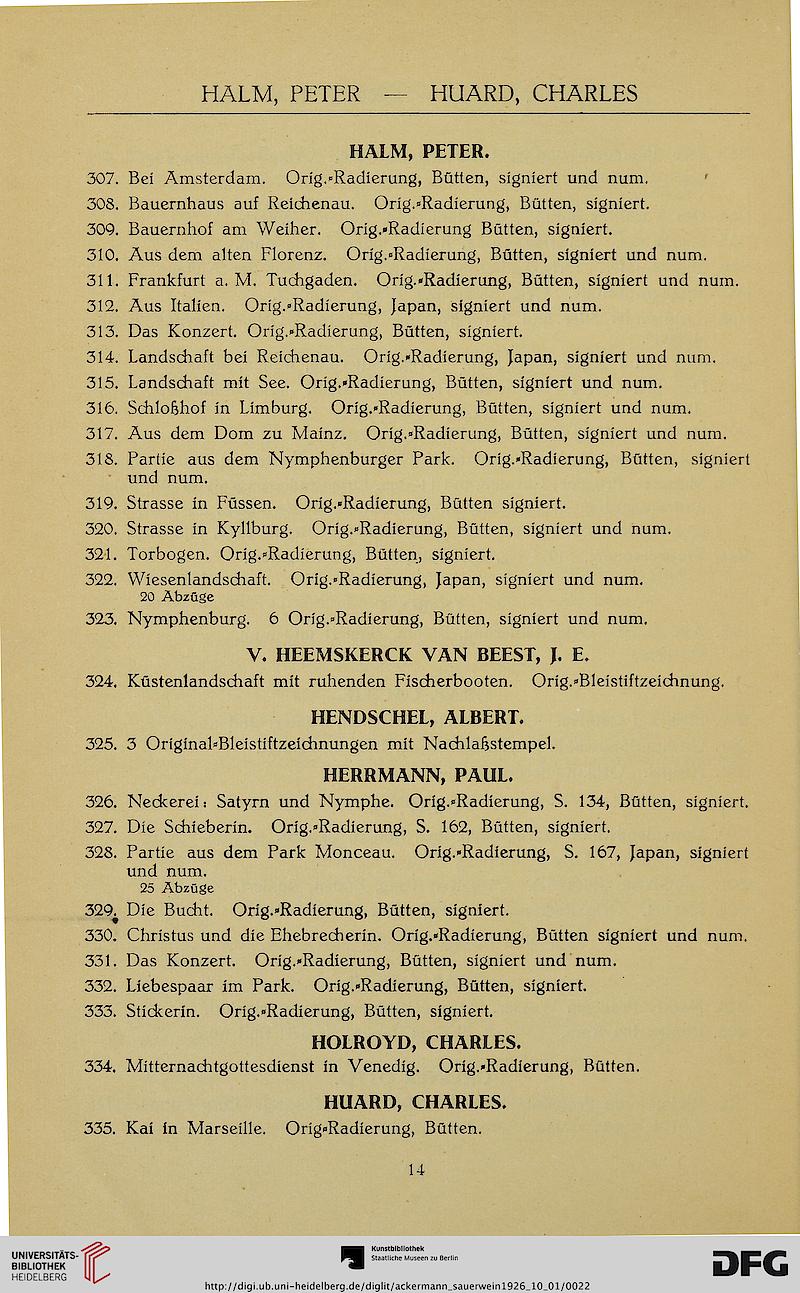 HALM, PETER — HUARD, CHARLES
HALM, PETER.
307. Bei Amsterdam. Orig.=Radierung, Bütten, signiert und num.
308. Bauernhaus auf Reichenau. Orig.=Radierung, Bütten, signiert.
309. Bauernhof am Weiher. Orig.=Radierung Bütten, signiert.
310. Aus dem alten Florenz. Orig.=Radierung, Bütten, signiert und num.
311. Frankfurt a. M. Tuchgaden. Orig.=Radierung, Bütten, signiert und num.
312. Aus Italien. Orig.=Radierung, Japan, signiert und num.
313. Das Konzert. Orig.=Radierung, Bütten, signiert.
314. Landschaft bei Reichenau. Orig.=Radierung, Japan, signiert und num.
315. Landschaft mit See. Orig.=Radierung, Bütten, signiert und num.
316. Schloßhof in Limburg. Orig.=Radierung, Bütten, signiert und num.
317. Aus dem Dom zu Mainz. Orig.=Radierung, Bütten, signiert und num.
318. Partie aus dem Nymphenburger Park. Orig.=Radierung, Bütten, signiert
und num.
319. Strasse in Füssen. Orig.=Radierung, Bütten signiert.
320. Strasse in Kyllburg. Orig.=Radierung, Bütten, signiert und num.
321. Torbogen. Orig.=Radierung, Bütten, signiert.
322. Wiesenlandschaft. Orig.=Radierung, Japan, signiert und num.
20 Abzüge
323. Nymphenburg. 6 Orig.=Radierung, Bütten, signiert und num.
V. HEEMSKERCK VAN BEEST, J. E.
324. Küstenlandschaft mit ruhenden Fischerbooten. Orig.=Bleistiftzeichnung.
HENDSCHEL, ALBERT.
325. 3 Original=Bleistiftzeichnungen mit Nachlaßstempel.
HERRMANN, PAUL.
326. Neckerei: Satyrn und Nymphe. Orig.=Radierung, S. 134, Bütten, signiert.
327. Die Schieberin. Orig.=Radierung, S. 162, Bütten, signiert.
328. Partie aus dem Park Monceau. Orig.=Radierung, S. 167, Japan, signiert
und num.
25 Abzüge
329. Die Bucht. Orig.=Radierung, Bütten, signiert.
330. Christus und die Ehebrecherin. Orig.=Radierung, Bütten signiert und num.
331. Das Konzert. Orig.=Radierung, Bütten, signiert und num.
332. Liebespaar im Park. Orig.=Radierung, Bütten, signiert.
333. Stickerin. Orig.=Radierung, Bütten, signiert.
HOLROYD, CHARLES.
334. Mitternachtgottesdienst in Venedig. Orig.=Radierung, Bütten.
HUARD, CHARLES.
335. Kai in Marseille. Orig=Radierung, Bütten.
14
UNIVERSITÄTS-
BIBLIOTHEK
HEIDELBERG
Kunstbibliothek
Staatliche Museen zu Berlin
DFG
http://digi.ub.uni-heidelberg.de/diglit/ackermann_sauerwein1926_10_01/0022